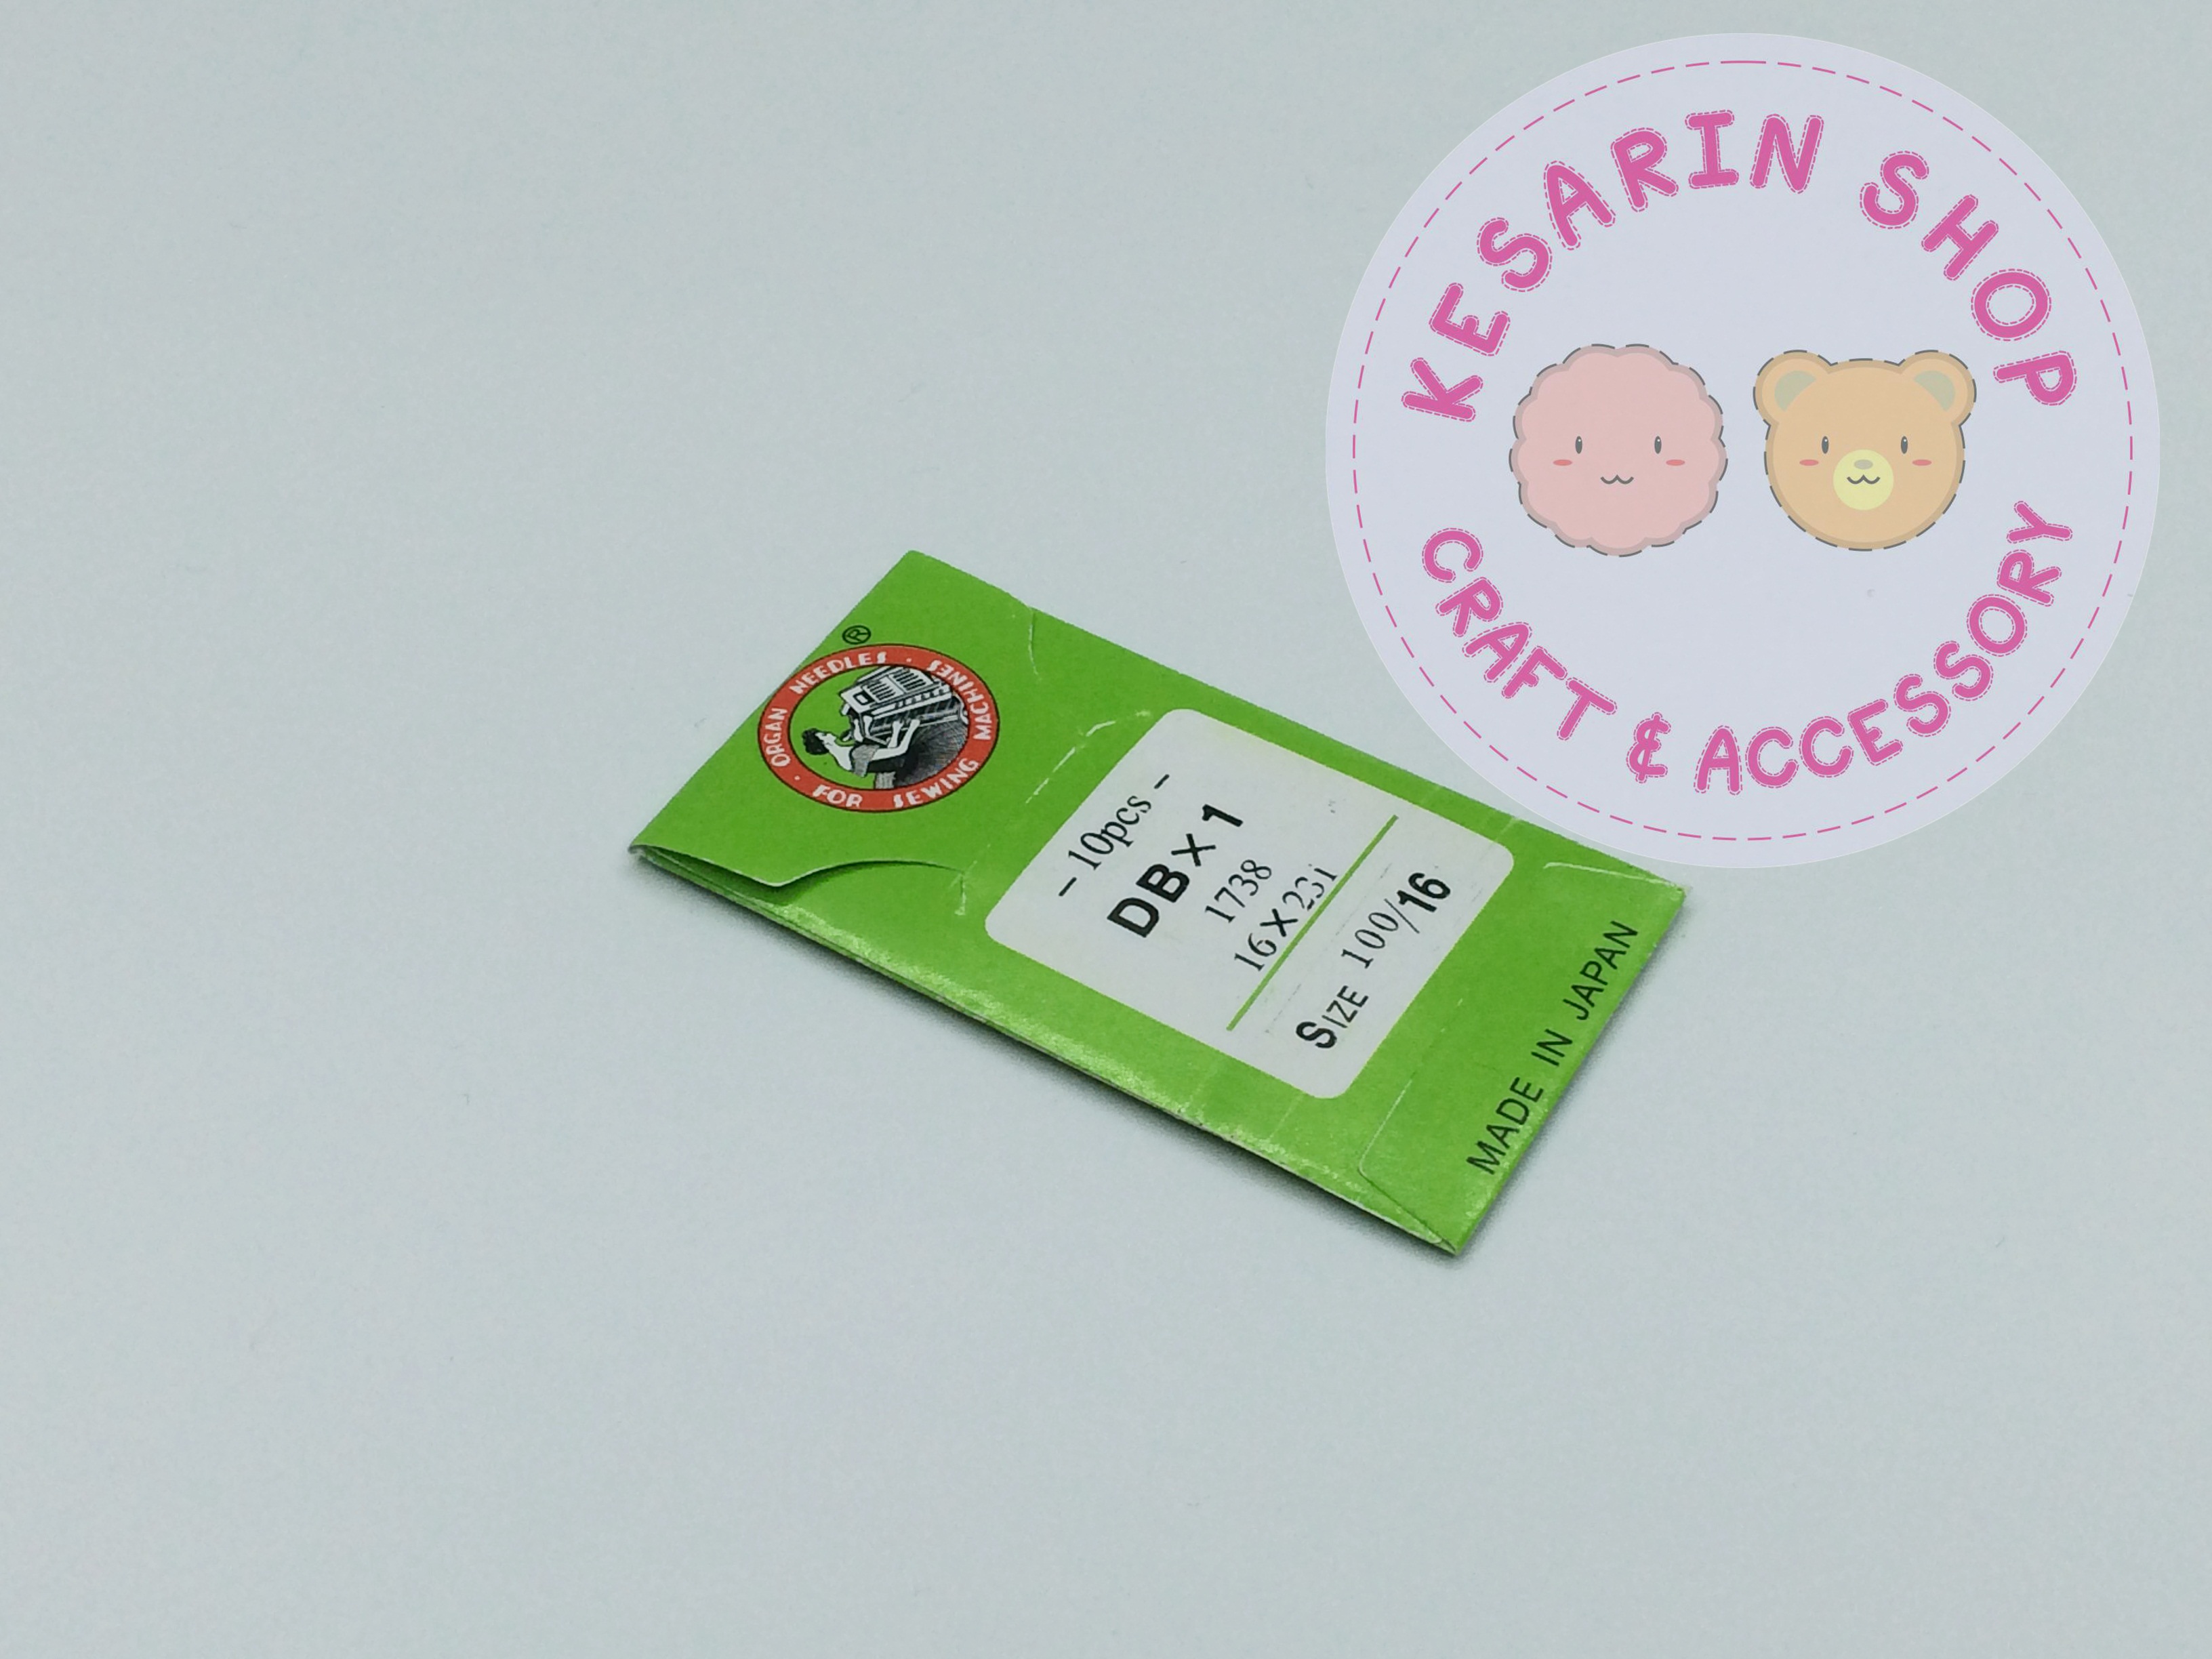 KESARIN SHOP
CRAFT & ACCESSORY
ORGAN NEEDLES
FOR SEWING MACHINES
®
- 10pcs -
DB×1
1738
16×231
SIZE 100/16
MADE IN JAPAN